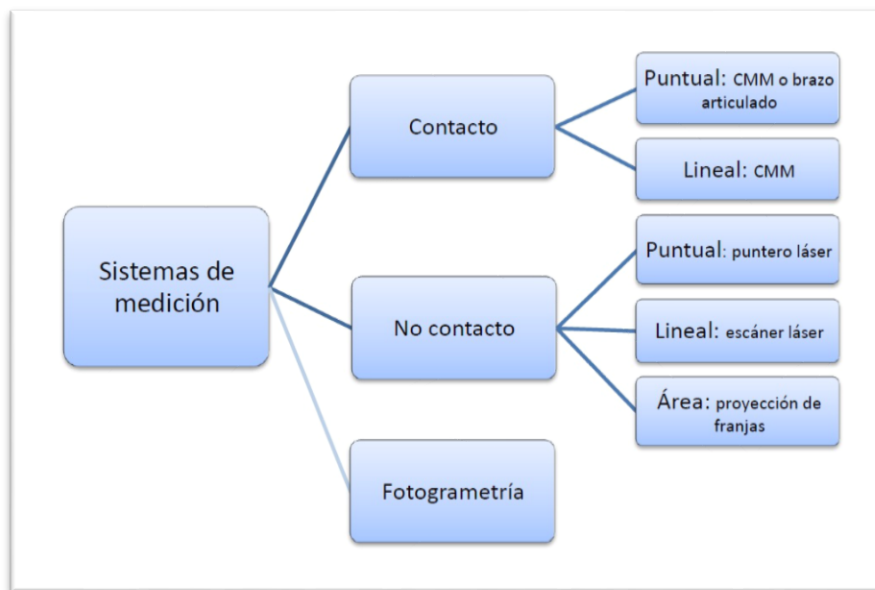 Sistemas de
medición
Contacto
Puntual: CMM o brazo
articulado
Lineal: CMM
No contacto
Puntual: puntero láser
Lineal: escáner láser
Área: proyección de
franjas
Fotogrametría